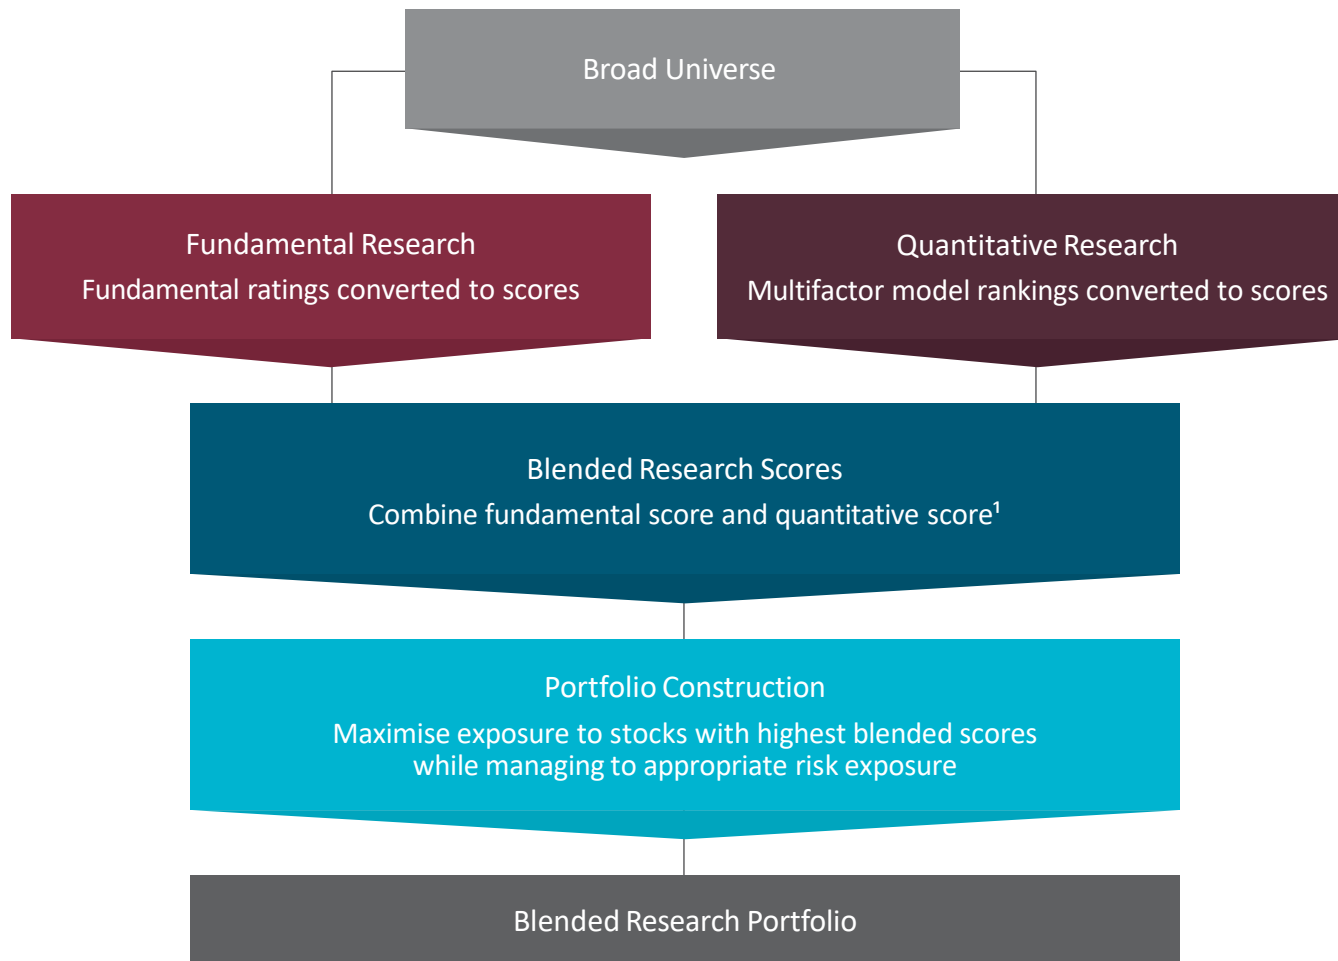 Broad Universe
Fundamental Research
Fundamental ratings converted to scores
Quantitative Research
Multifactor model rankings converted to scores
Blended Research Scores
Combine fundamental score and quantitative score¹
Portfolio Construction
Maximise exposure to stocks with highest blended scores
while managing to appropriate risk exposure
Blended Research Portfolio